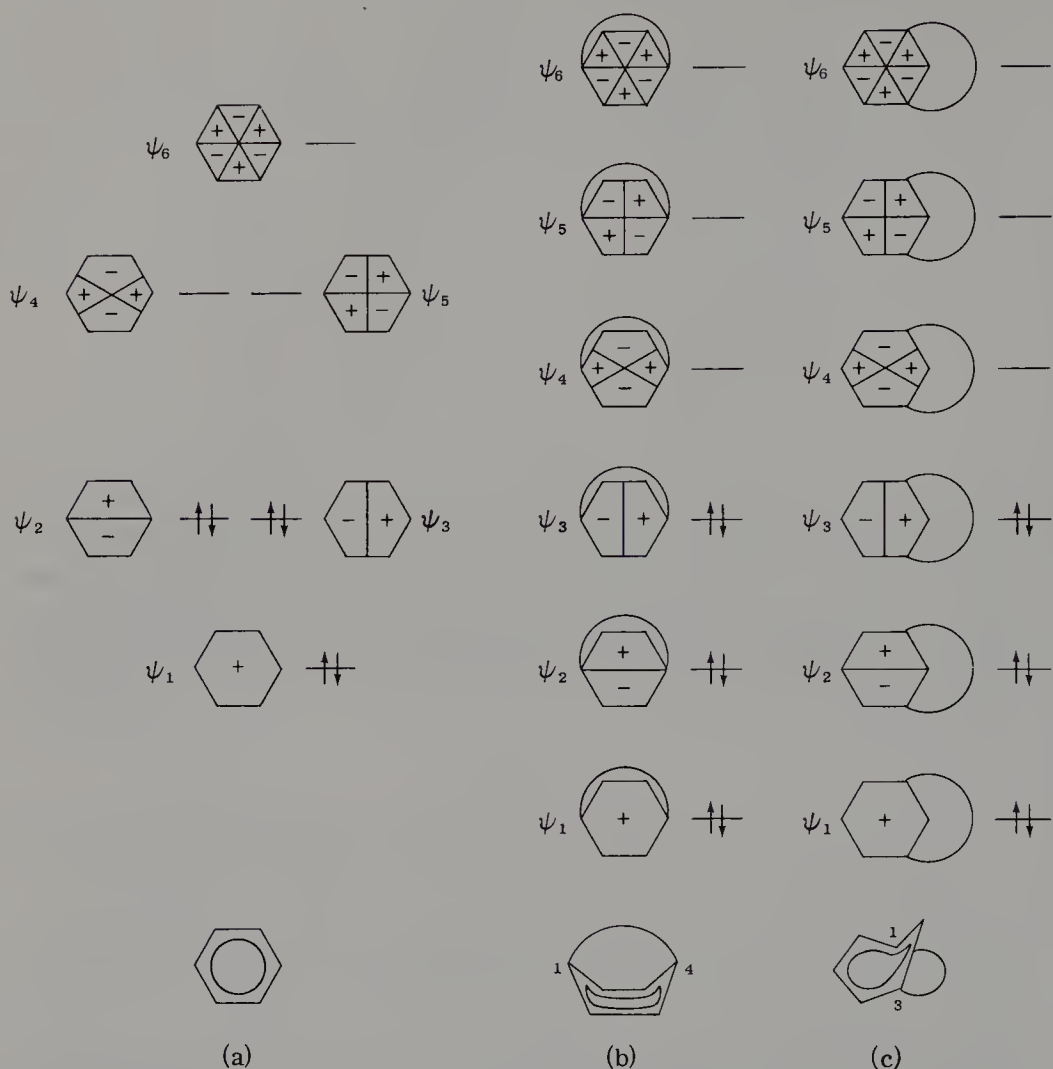 ψ6 − + + − − +
ψ6 − + + − − +
ψ6 − + + − − +
ψ5 − + + −
ψ5 − + + −
ψ4 − + + −
− + + − ψ5
ψ4 − + + −
ψ4 − + + −
ψ2 + −
− + ψ3
ψ3 − +
ψ3 − +
ψ1 +
ψ2 + −
ψ2 + −
ψ1 +
ψ1 +
1 4
1 3
(a) (b) (c)